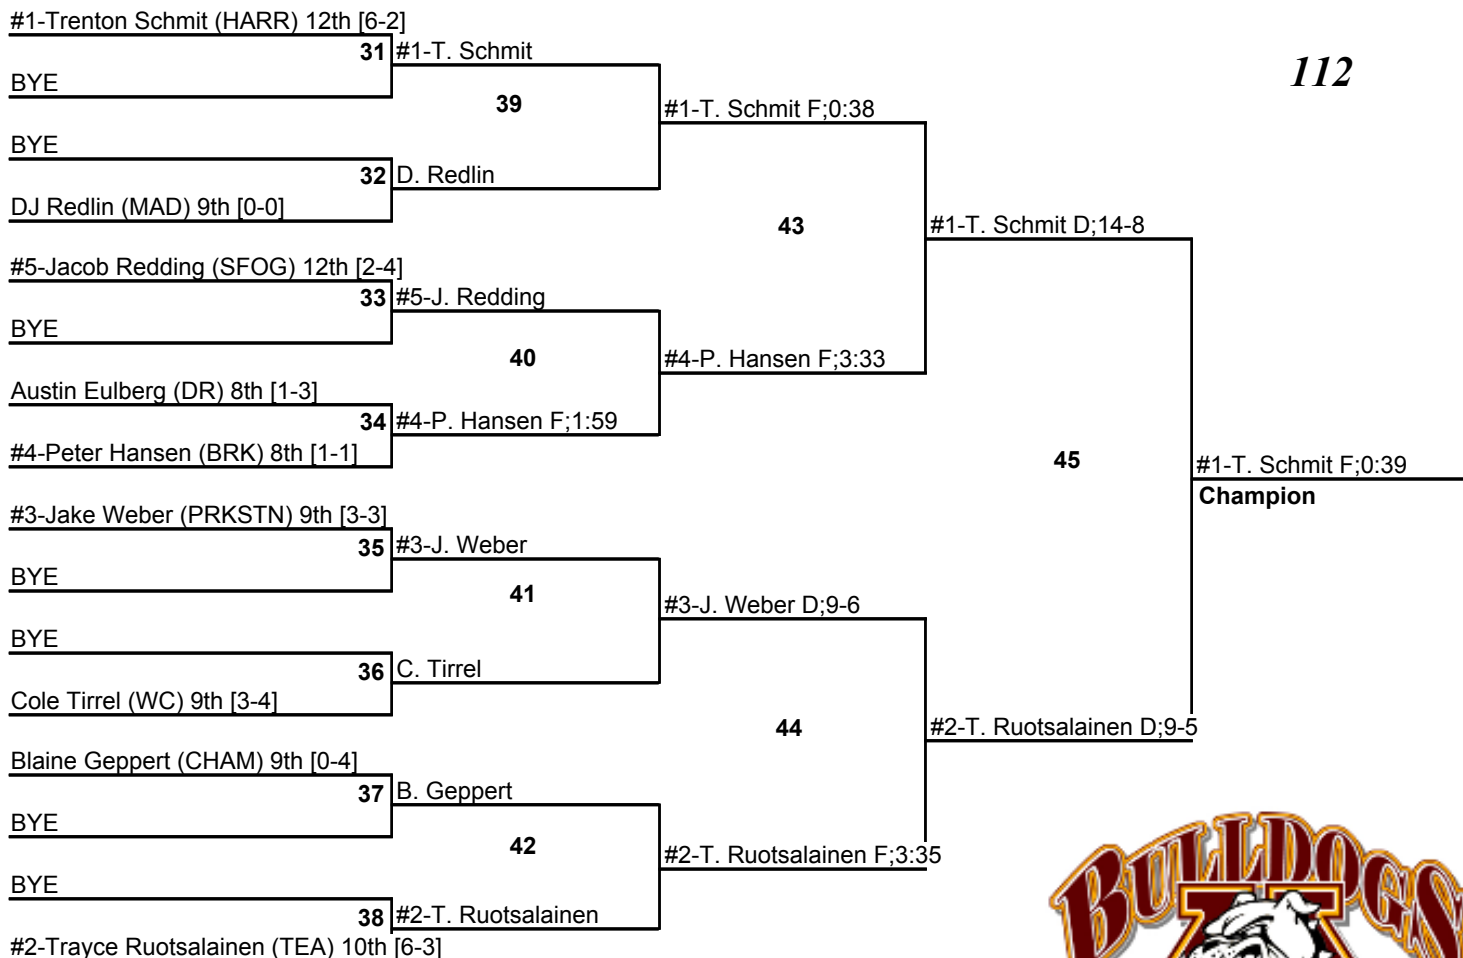 #1-Trenton Schmit (HARR) 12th [6-2]
31 #1-T. Schmit
BYE
112
39
#1-T. Schmit F;0:38
BYE
32 D. Redlin
DJ Redlin (MAD) 9th [0-0]
43
#1-T. Schmit D;14-8
#5-Jacob Redding (SFOG) 12th [2-4]
33 #5-J. Redding
BYE
40
#4-P. Hansen F;3:33
Austin Eulberg (DR) 8th [1-3]
34 #4-P. Hansen F;1:59
#4-Peter Hansen (BRK) 8th [1-1]
45
#1-T. Schmit F;0:39
Champion
#3-Jake Weber (PRKSTN) 9th [3-3]
35 #3-J. Weber
BYE
41
#3-J. Weber D;9-6
BYE
36 C. Tirrel
Cole Tirrel (WC) 9th [3-4]
44
#2-T. Ruotsalainen D;9-5
Blaine Geppert (CHAM) 9th [0-4]
37 B. Geppert
BYE
42
#2-T. Ruotsalainen F;3:35
BYE
38 #2-T. Ruotsalainen
#2-Trayce Ruotsalainen (TEA) 10th [6-3]
BULLDOGS